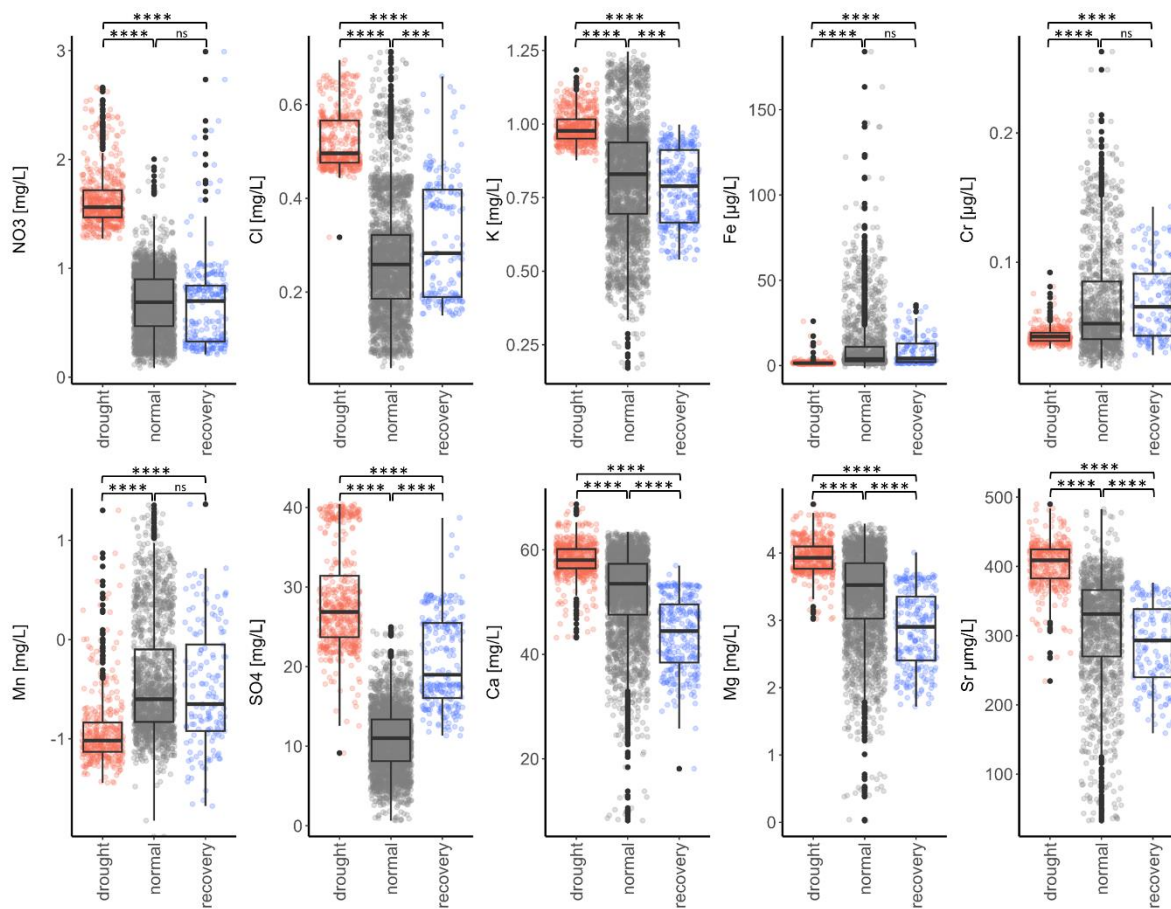 **** **** **** **** ****
**** ns **** *** **** *** **** **** ns
NO3 [mg/L] 3 2 1 0
Cl [mg/L] 0.6 0.4 0.2
K [mg/L] 1.25 1.00 0.75 0.50 0.25
Fe [µg/L] 150 100 50 0
Cr [µg/L] 0.2 0.1
drought normal recovery drought normal recovery drought normal recovery drought normal recovery drought normal recovery
**** **** **** **** ****
**** ns **** **** **** **** **** **** **** ****
Mn [mg/L] 1 0 -1
SO4 [mg/L] 40 30 20 10 0
Ca [mg/L] 60 40 20
Mg [mg/L] 4 3 2 1 0
Sr µmg/L] 500 400 300 200 100
drought normal recovery drought normal recovery drought normal recovery drought normal recovery drought normal recovery